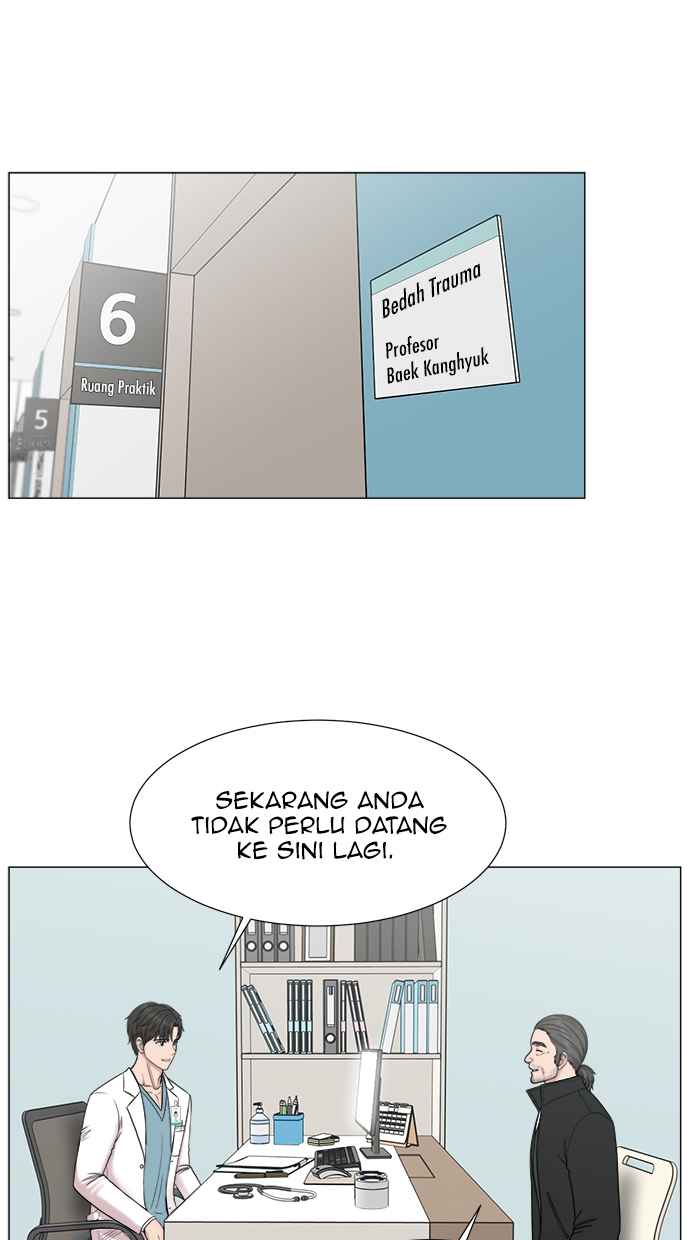 6
Ruang Praktik
5
Bedah Trauma
Profesor
Baek Kanghyuk
SEKARANG ANDA
TIDAK PERLU DATANG
KE SINI LAGI.